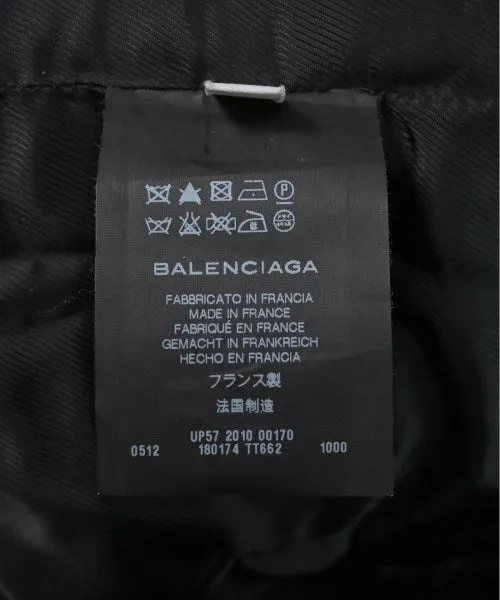 P
BALENCIAGA
FABBRICATO IN FRANCIA
MADE IN FRANCE
FABRIQUÉ EN FRANCE
GEMACHT IN FRANKREICH
HECHO EN FRANCIA
フランス製
法国制造
UP57 2010 00170
0512 180174 TT662 1000